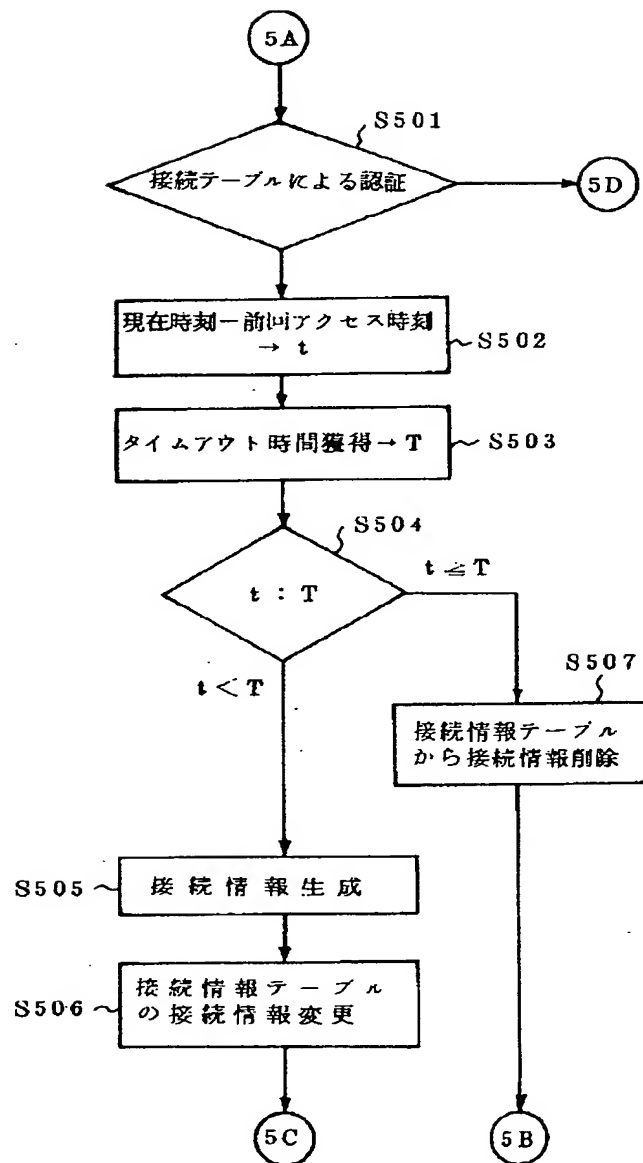 5A
S501
接続テーブルによる認証
5D
現在時刻－前回アクセス時刻
→ t
S502
タイムアウト時間獲得→T
S503
S504
t : T
t≦T
t<T
S507
接続情報テーブル
から接続情報削除
S505
接続情報生成
S506
接続情報テーブル
の接続情報変更
5C
5B